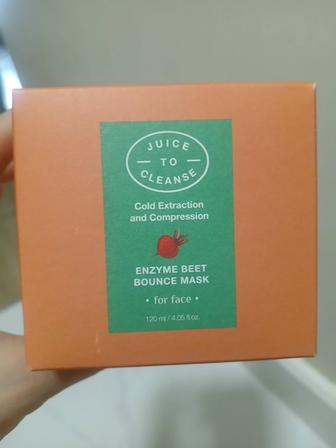 JUICE
TO
CLEANSE
Cold Extraction
and Compression
ENZYME BEET
BOUNCE MASK
• for face •
120 ml / 4.05 fl oz.